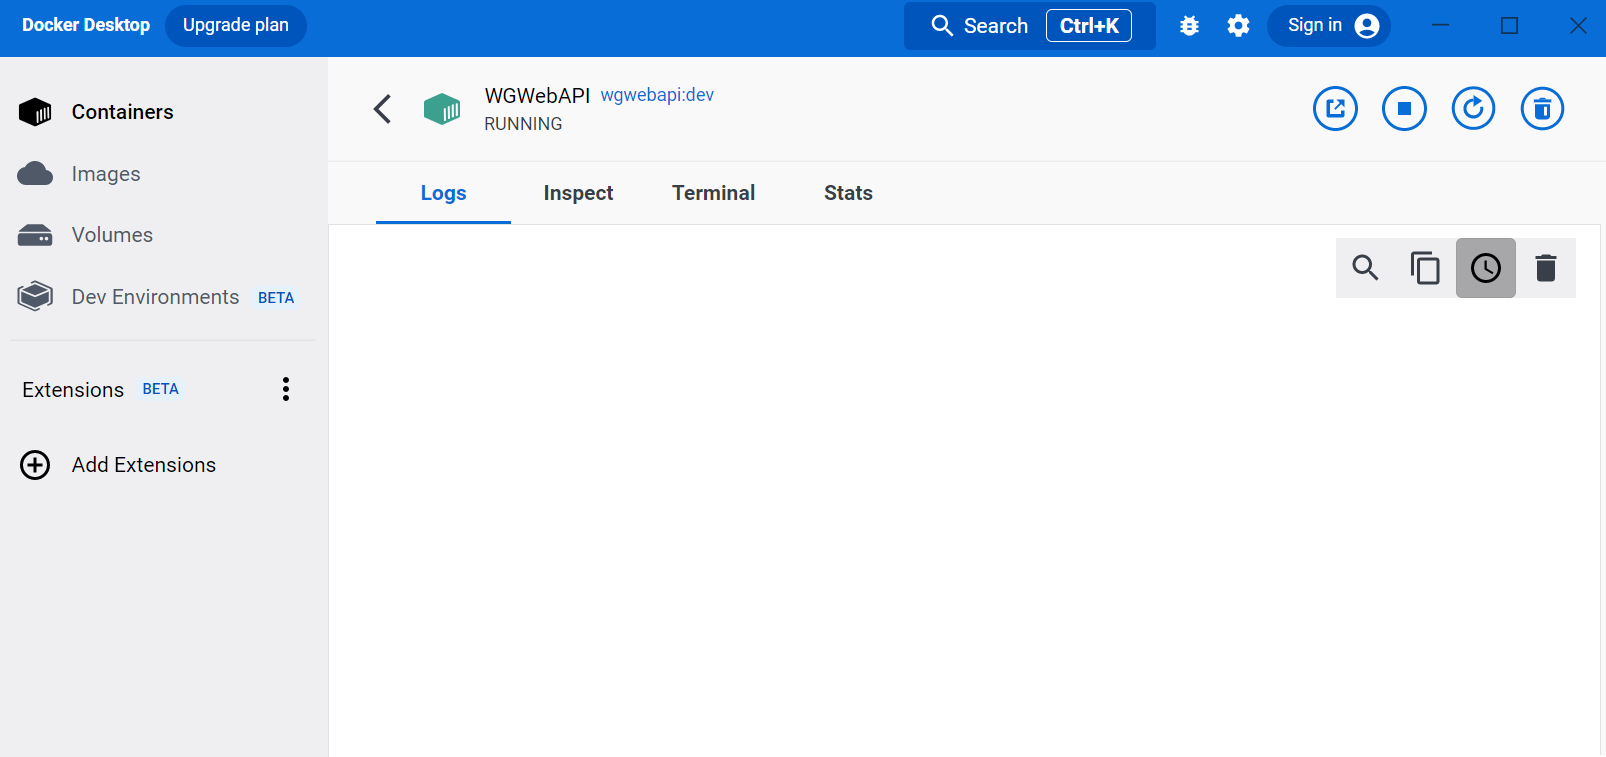 Docker Desktop Upgrade plan Search Ctrl+K Sign in
Containers
Images
Volumes
Dev Environments BETA
Extensions BETA
Add Extensions
WGWebAPI wgwebapi:dev
RUNNING
Logs Inspect Terminal Stats